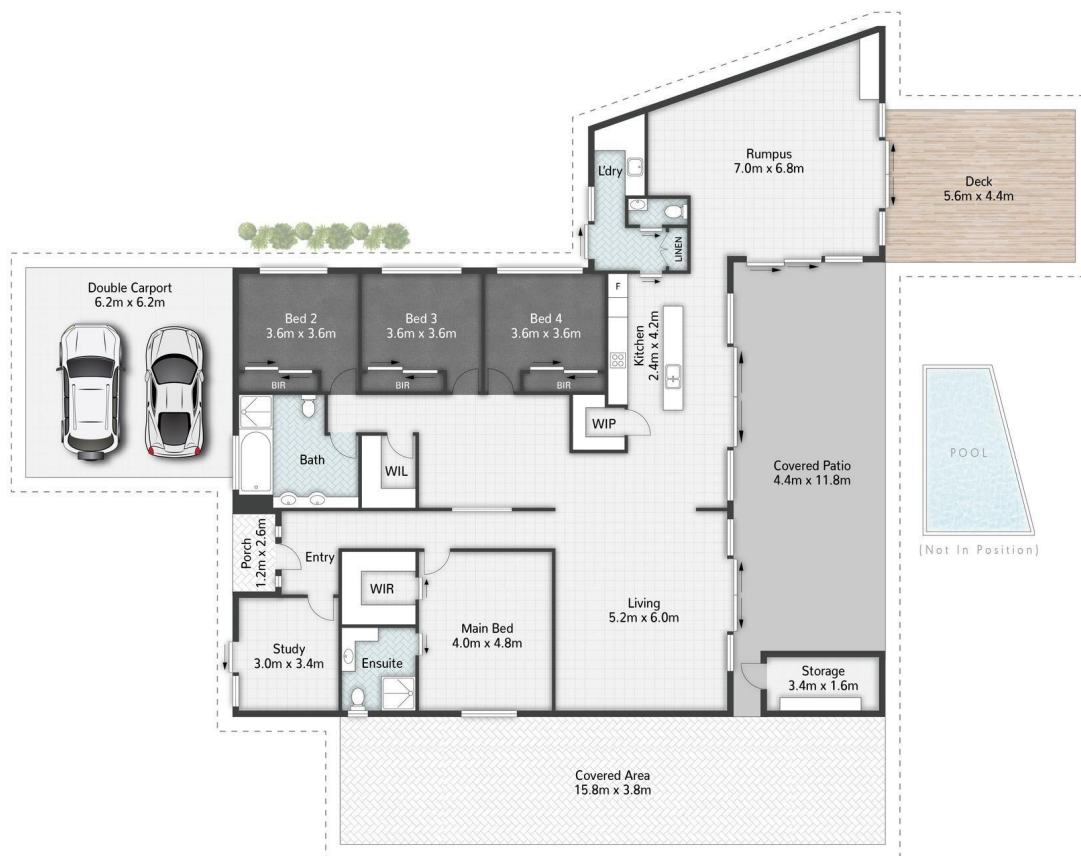 Rumpus
7.0m x 6.8m
L'dry
Deck
5.6m x 4.4m
LINEN
Double Carport
6.2m x 6.2m
F
Bed 2
3.6m x 3.6m
Bed 3
3.6m x 3.6m
Bed 4
3.6m x 3.6m
Kitchen
2.4m x 4.2m
BIR
BIR
BIR
WIP
Bath
WIL
Covered Patio
4.4m x 11.8m
POOL
(Not In Position)
Porch
1.2m x 2.6m
Entry
WIR
Living
5.2m x 6.0m
Main Bed
4.0m x 4.8m
Study
3.0m x 3.4m
Ensuite
Storage
3.4m x 1.6m
Covered Area
15.8m x 3.8m